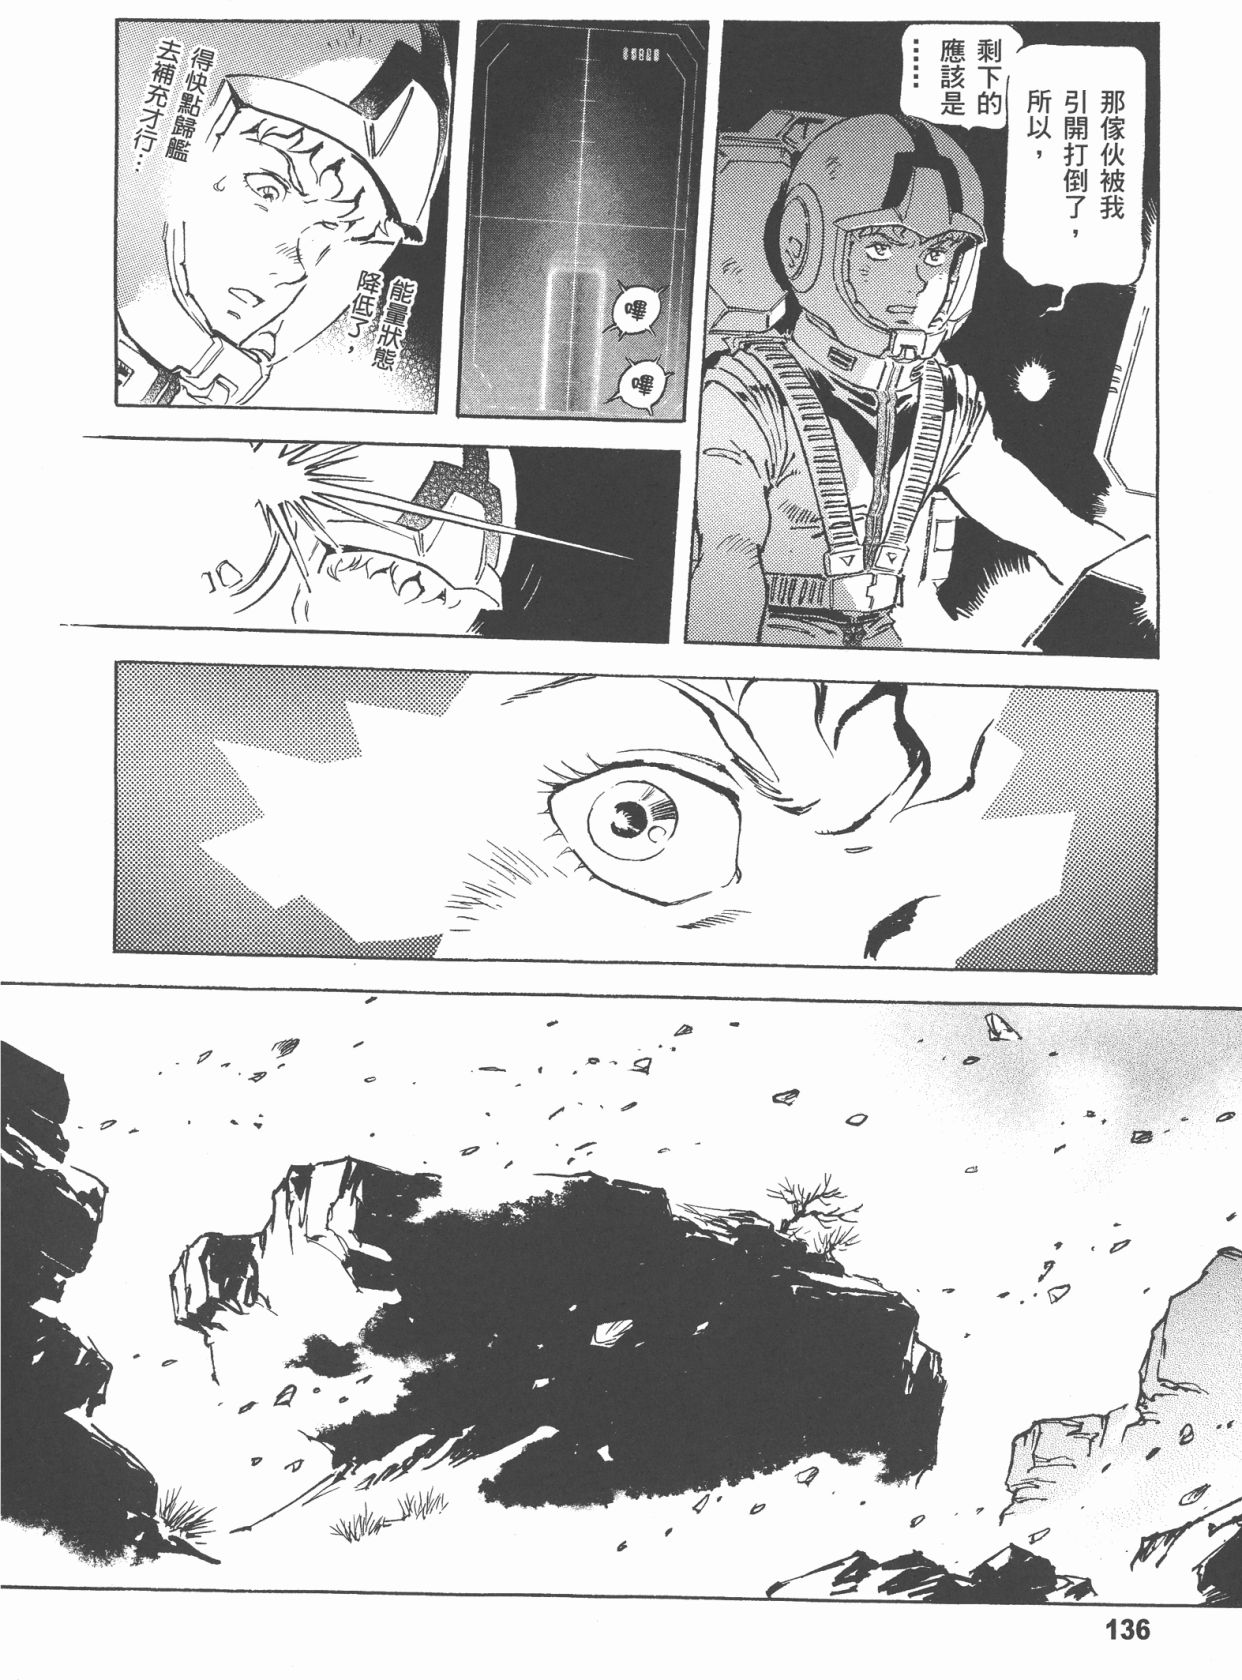 那傢伙被我
引開打倒了，
所以，
剩下的
應該是
……
嗶
嗶
能量狀態
降低了，
得快點歸艦
去補充才行…
136